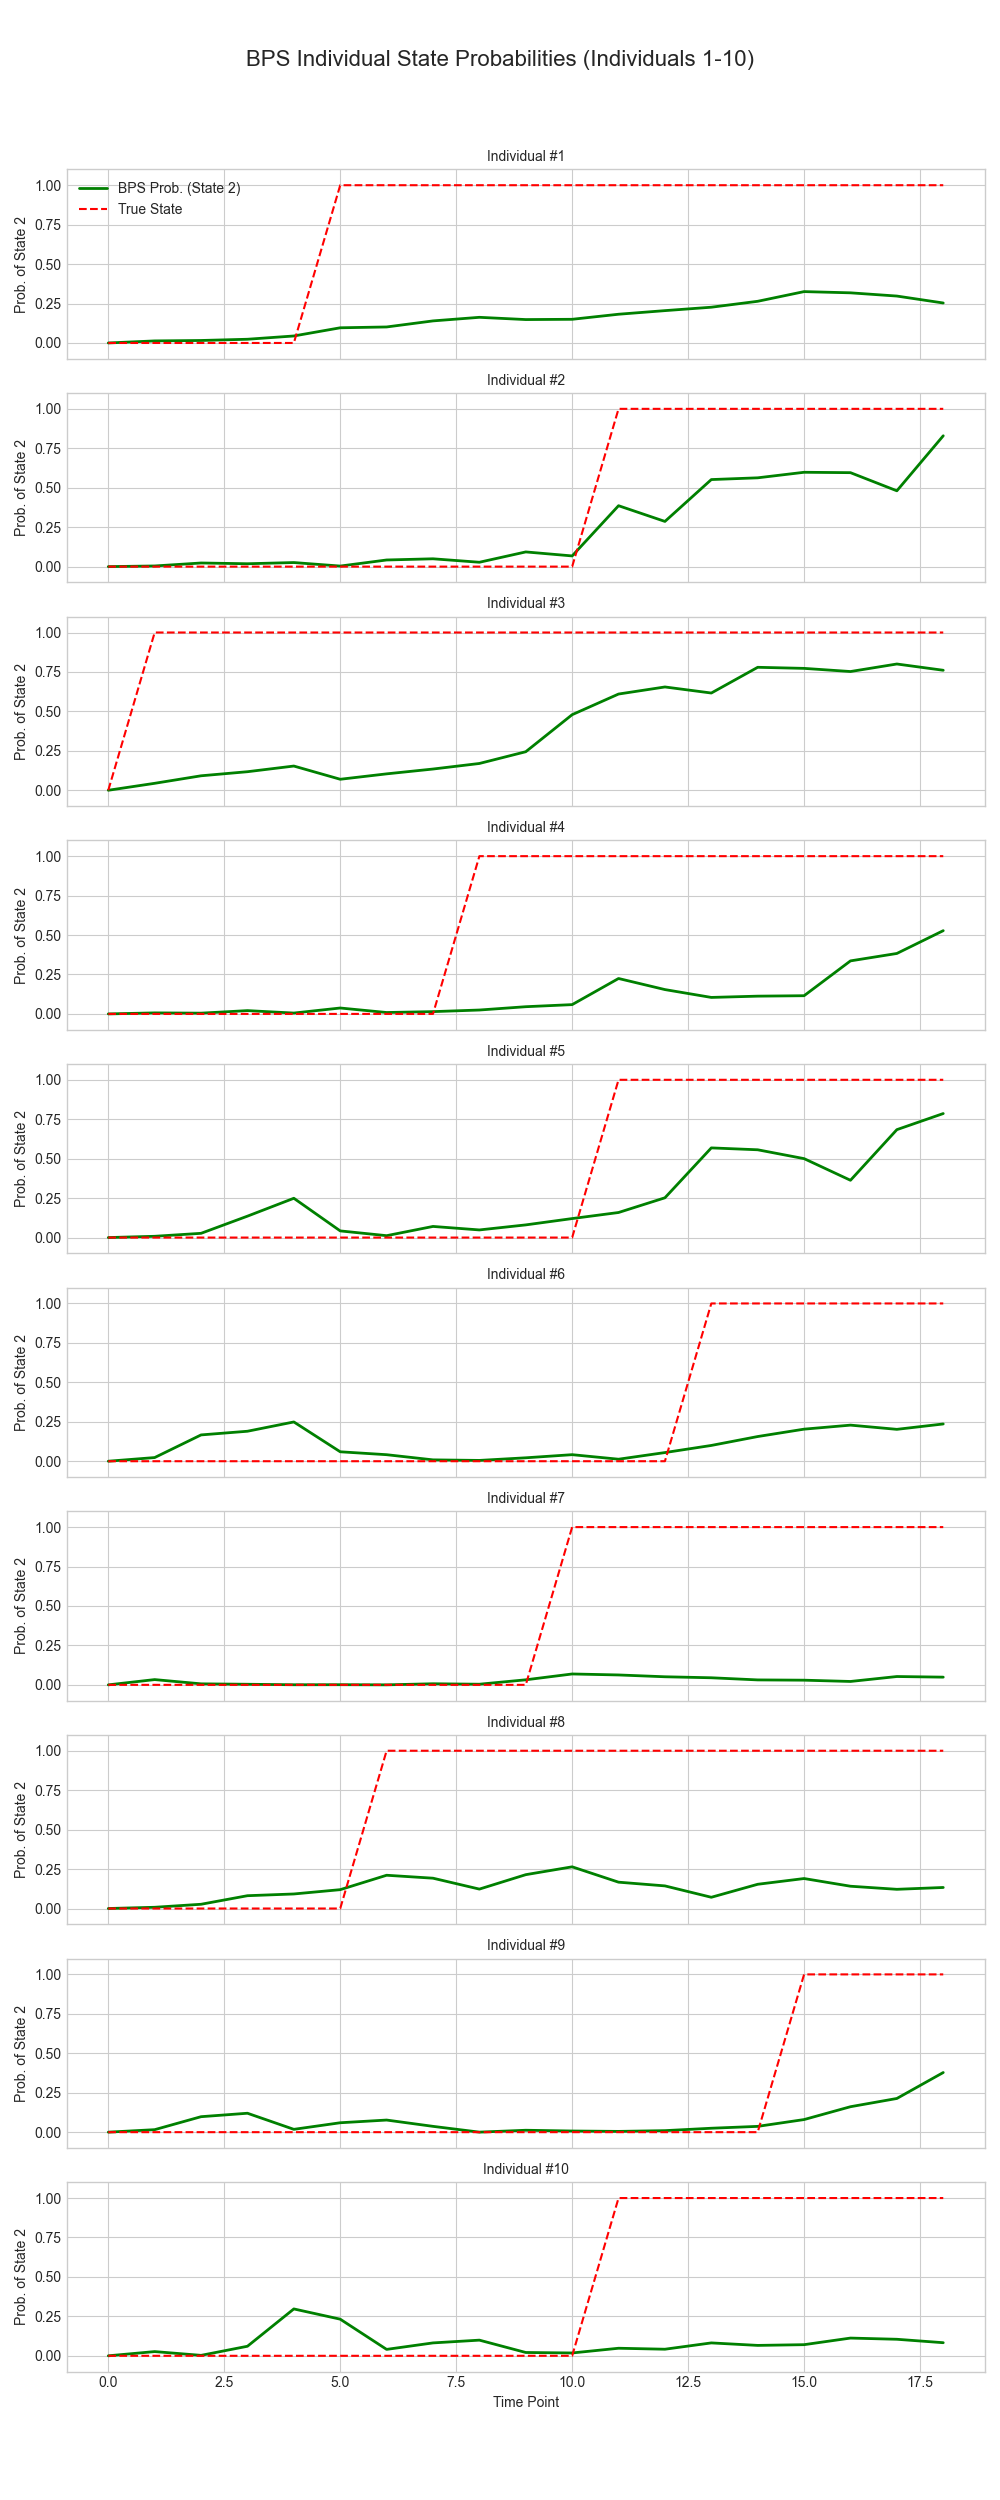 BPS Individual State Probabilities (Individuals 1-10)
Individual #1
BPS Prob. (State 2)
True State
Prob. of State 2
1.00
0.75
0.50
0.25
0.00
Individual #2
Prob. of State 2
1.00
0.75
0.50
0.25
0.00
Individual #3
Prob. of State 2
1.00
0.75
0.50
0.25
0.00
Individual #4
Prob. of State 2
1.00
0.75
0.50
0.25
0.00
Individual #5
Prob. of State 2
1.00
0.75
0.50
0.25
0.00
Individual #6
Prob. of State 2
1.00
0.75
0.50
0.25
0.00
Individual #7
Prob. of State 2
1.00
0.75
0.50
0.25
0.00
Individual #8
Prob. of State 2
1.00
0.75
0.50
0.25
0.00
Individual #9
Prob. of State 2
1.00
0.75
0.50
0.25
0.00
Individual #10
Prob. of State 2
1.00
0.75
0.50
0.25
0.00
0.0 2.5 5.0 7.5 10.0 12.5 15.0 17.5
Time Point